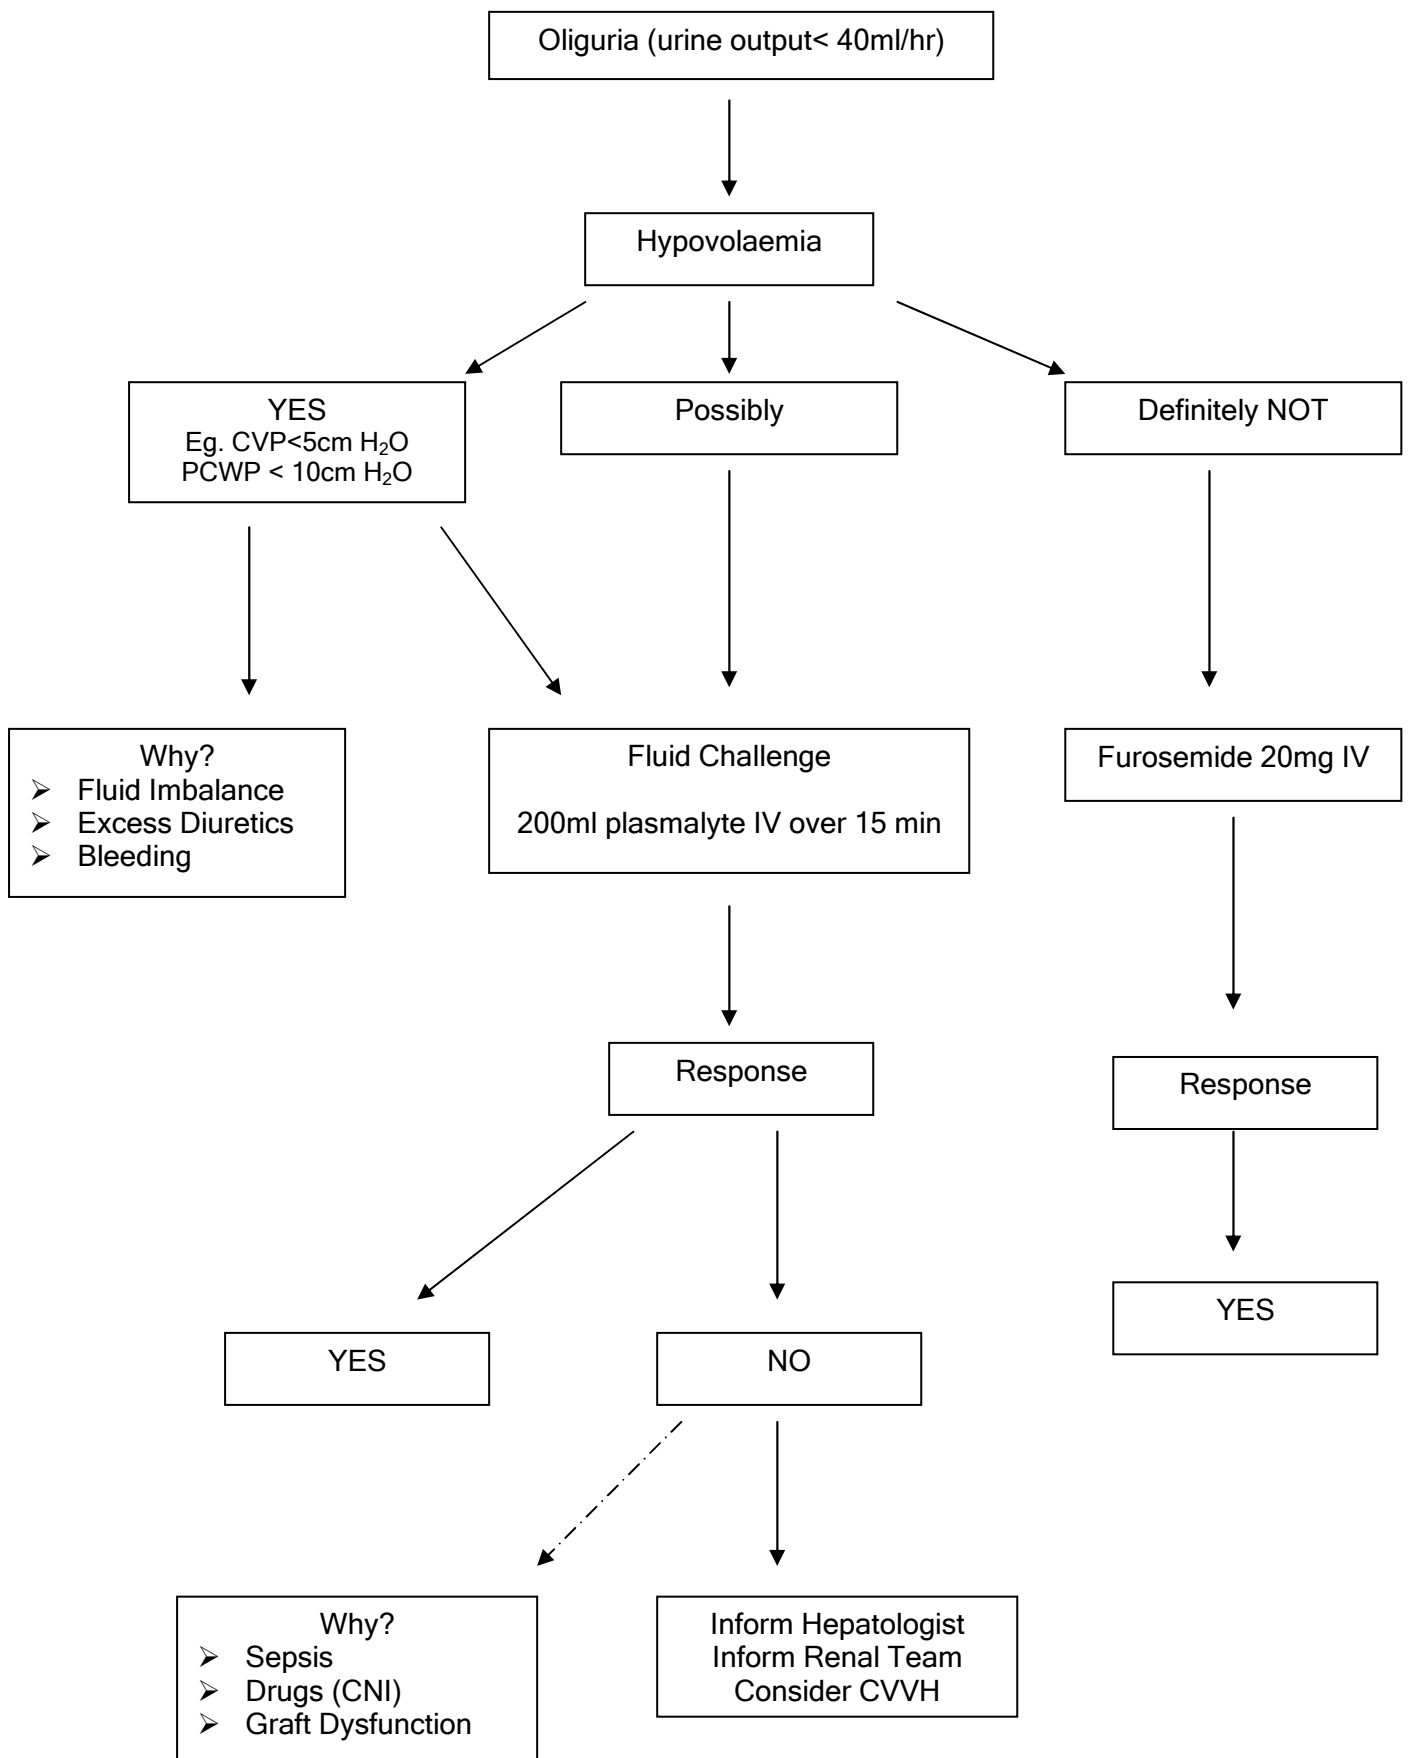 Oliguria (urine output< 40ml/hr)
Hypovolaemia
YES
Eg. CVP<5cm H₂O
PCWP < 10cm H₂O
Possibly
Definitely NOT
Why?
➢ Fluid Imbalance
➢ Excess Diuretics
➢ Bleeding
Fluid Challenge
200ml plasmalyte IV over 15 min
Furosemide 20mg IV
Response
Response
YES
NO
YES
Why?
➢ Sepsis
➢ Drugs (CNI)
➢ Graft Dysfunction
Inform Hepatologist
Inform Renal Team
Consider CVVH